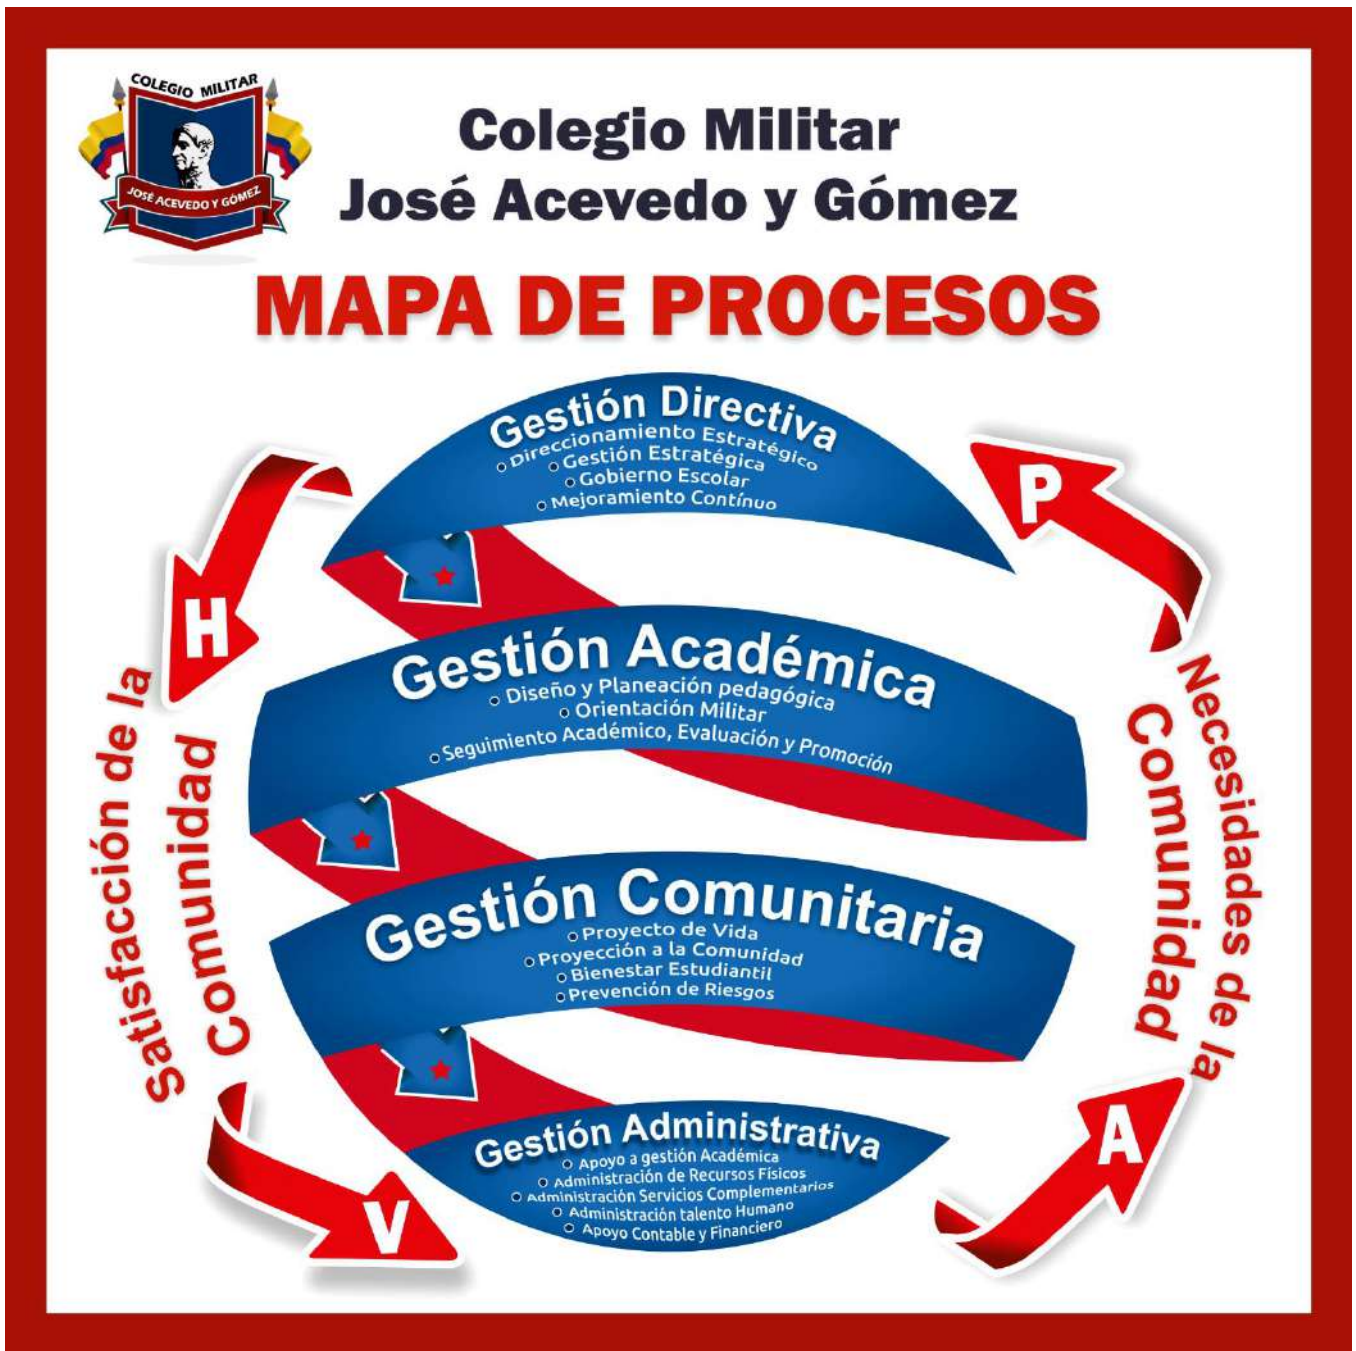 COLEGIO MILITAR
JOSÉ ACEVEDO Y GÓMEZ
Colegio Militar
José Acevedo y Gómez
MAPA DE PROCESOS
Gestión Directiva
Direccionamiento Estratégico
Gestión Estratégica
Gobierno Escolar
Mejoramiento Contínuo
H
P
Gestión Académica
Diseño y Planeación pedagógica
Orientación Militar
Seguimiento Académico, Evaluación y Promoción
Satisfacción de la
Comunidad
Necesidades de la
Comunidad
Gestión Comunitaria
Proyecto de Vida
Proyección a la Comunidad
Bienestar Estudiantil
Prevención de Riesgos
V
A
Gestión Administrativa
Apoyo a gestión Académica
Administración de Recursos Físicos
Administración Servicios Complementarios
Administración talento Humano
Apoyo Contable y Financiero